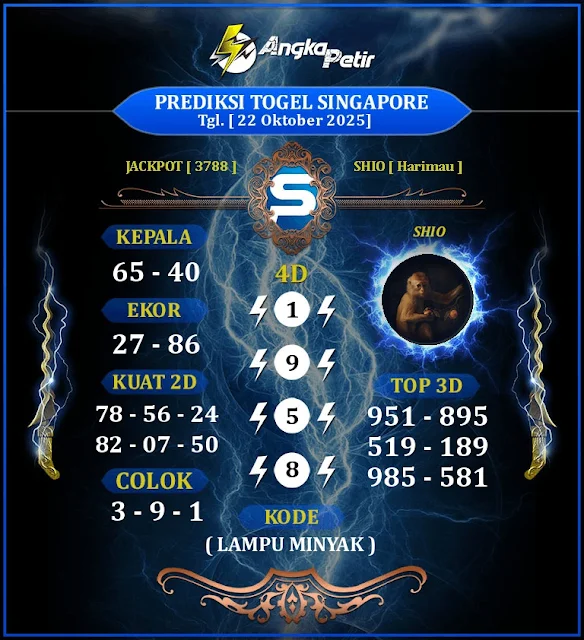 Angka
Petir
PREDIKSI TOGEL SINGAPORE
Tgl. [ 22 Oktober 2025]
JACKPOT [ 3788 ]
SHIO [ Harimau ]
S
KEPALA
65 - 40
EKOR
27 - 86
KUAT 2D
78 - 56 - 24
82 - 07 - 50
COLOK
3 - 9 - 1
4D
1
9
5
8
SHIO
TOP 3D
951 - 895
519 - 189
985 - 581
KODE
( LAMPU MINYAK )